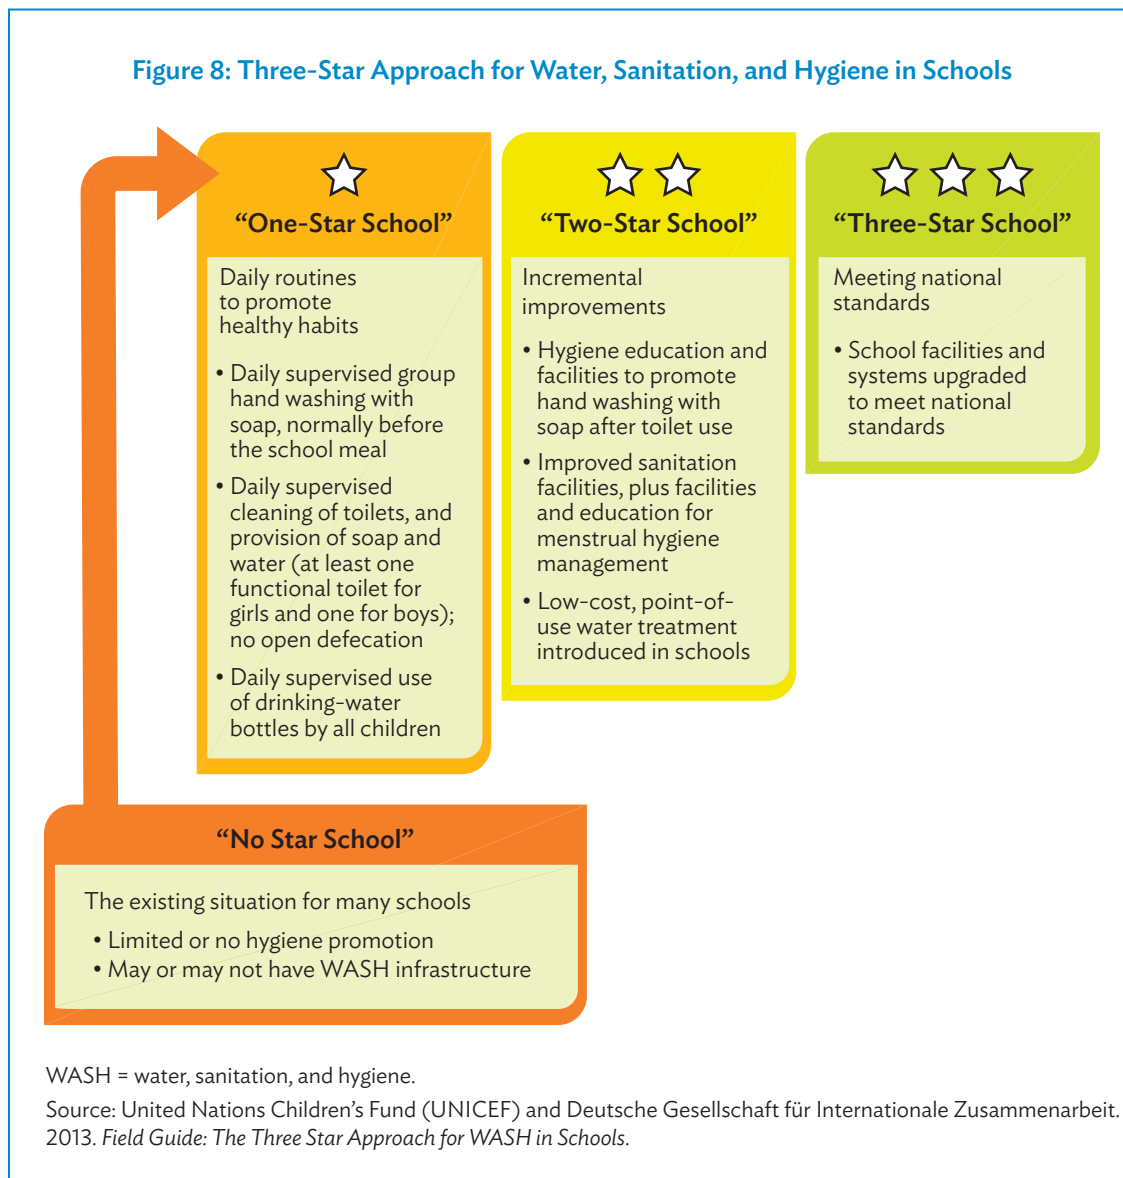 Figure 8: Three-Star Approach for Water, Sanitation, and Hygiene in Schools
“One-Star School”
Daily routines
to promote
healthy habits
• Daily supervised group
hand washing with
soap, normally before
the school meal
• Daily supervised
cleaning of toilets, and
provision of soap and
water (at least one
functional toilet for
girls and one for boys);
no open defecation
• Daily supervised use
of drinking-water
bottles by all children
“Two-Star School”
Incremental
improvements
• Hygiene education and
facilities to promote
hand washing with
soap after toilet use
• Improved sanitation
facilities, plus facilities
and education for
menstrual hygiene
management
• Low-cost, point-of-
use water treatment
introduced in schools
“Three-Star School”
Meeting national
standards
• School facilities and
systems upgraded
to meet national
standards
“No Star School”
The existing situation for many schools
• Limited or no hygiene promotion
• May or may not have WASH infrastructure
WASH = water, sanitation, and hygiene.
Source: United Nations Children’s Fund (UNICEF) and Deutsche Gesellschaft für Internationale Zusammenarbeit.
2013. Field Guide: The Three Star Approach for WASH in Schools.